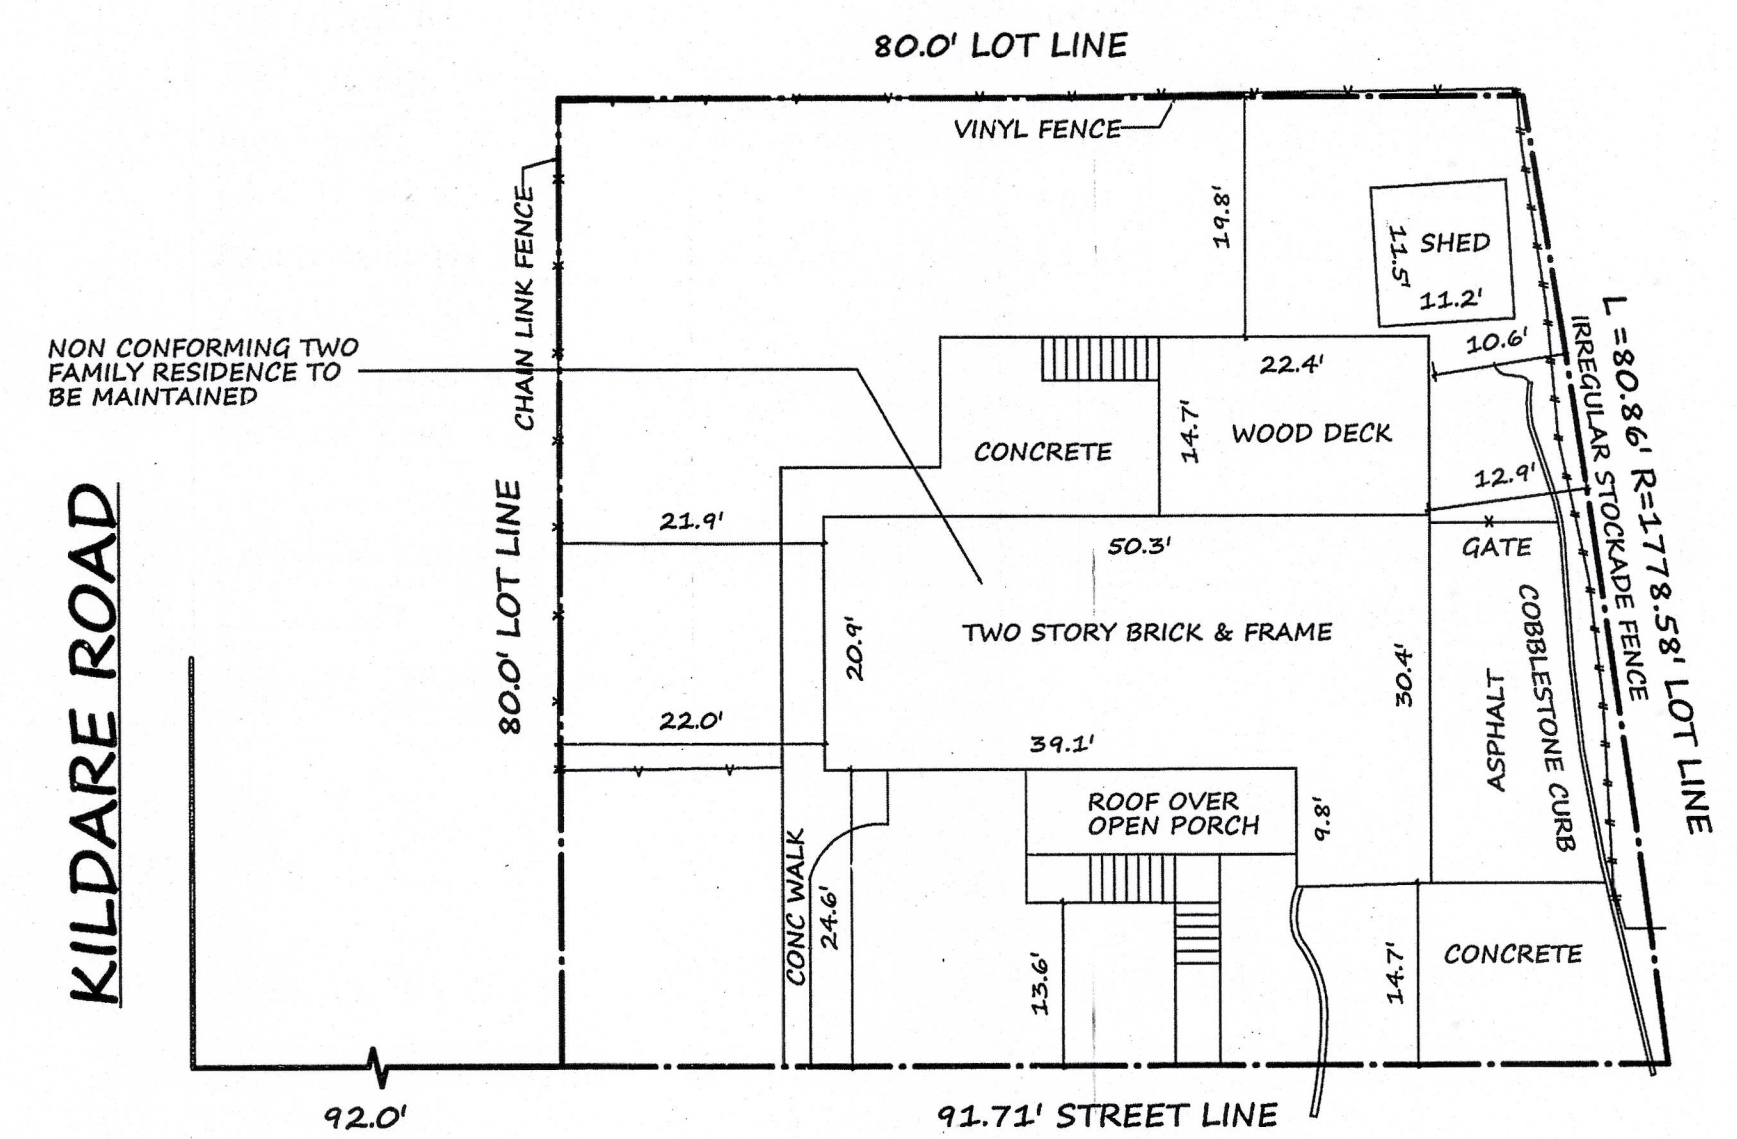 80.0' LOT LINE
VINYL FENCE
CHAIN LINK FENCE
19.8'
SHED
11.5'
11.2'
10.6'
L=80.86' R=1778.58' LOT LINE
IRREGULAR STOCKADE FENCE
NON CONFORMING TWO
FAMILY RESIDENCE TO
BE MAINTAINED
22.4'
14.7'
WOOD DECK
CONCRETE
12.9'
KILDARE ROAD
80.0' LOT LINE
21.9'
50.3'
GATE
TWO STORY BRICK & FRAME
20.9'
30.4'
COBBLESTONE CURB
ASPHALT
22.0'
39.1'
ROOF OVER
OPEN PORCH
9.8'
CONC WALK
24.6'
13.6'
14.7'
CONCRETE
92.0'
91.71' STREET LINE